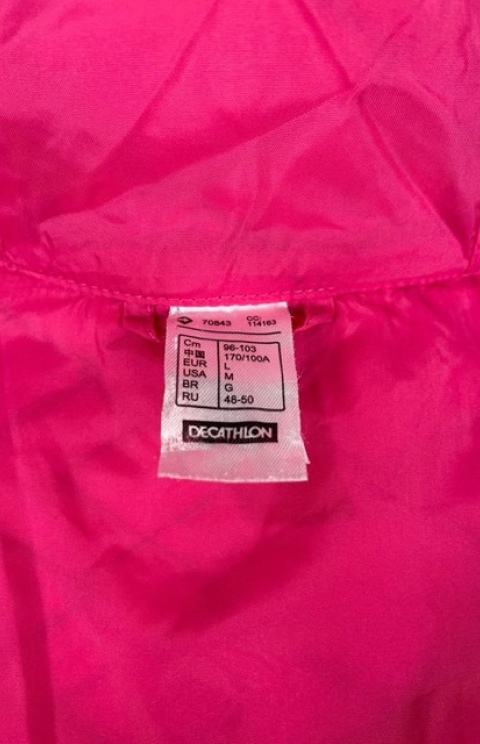 70843 CC: 114163
Cm 96-103
中国 170/100A
EUR L
USA M
BR G
RU 48-50
DECATHLON